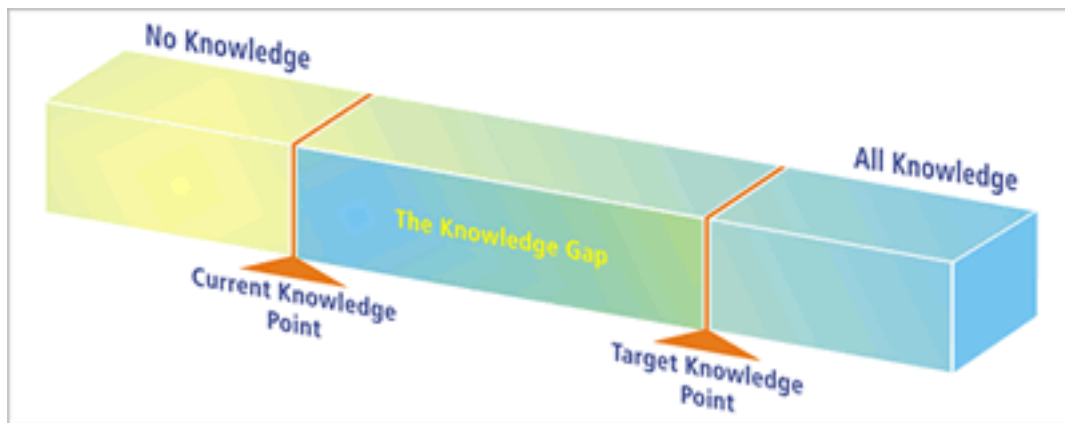 No Knowledge
All Knowledge
The Knowledge Gap
Current Knowledge
Point
Target Knowledge
Point